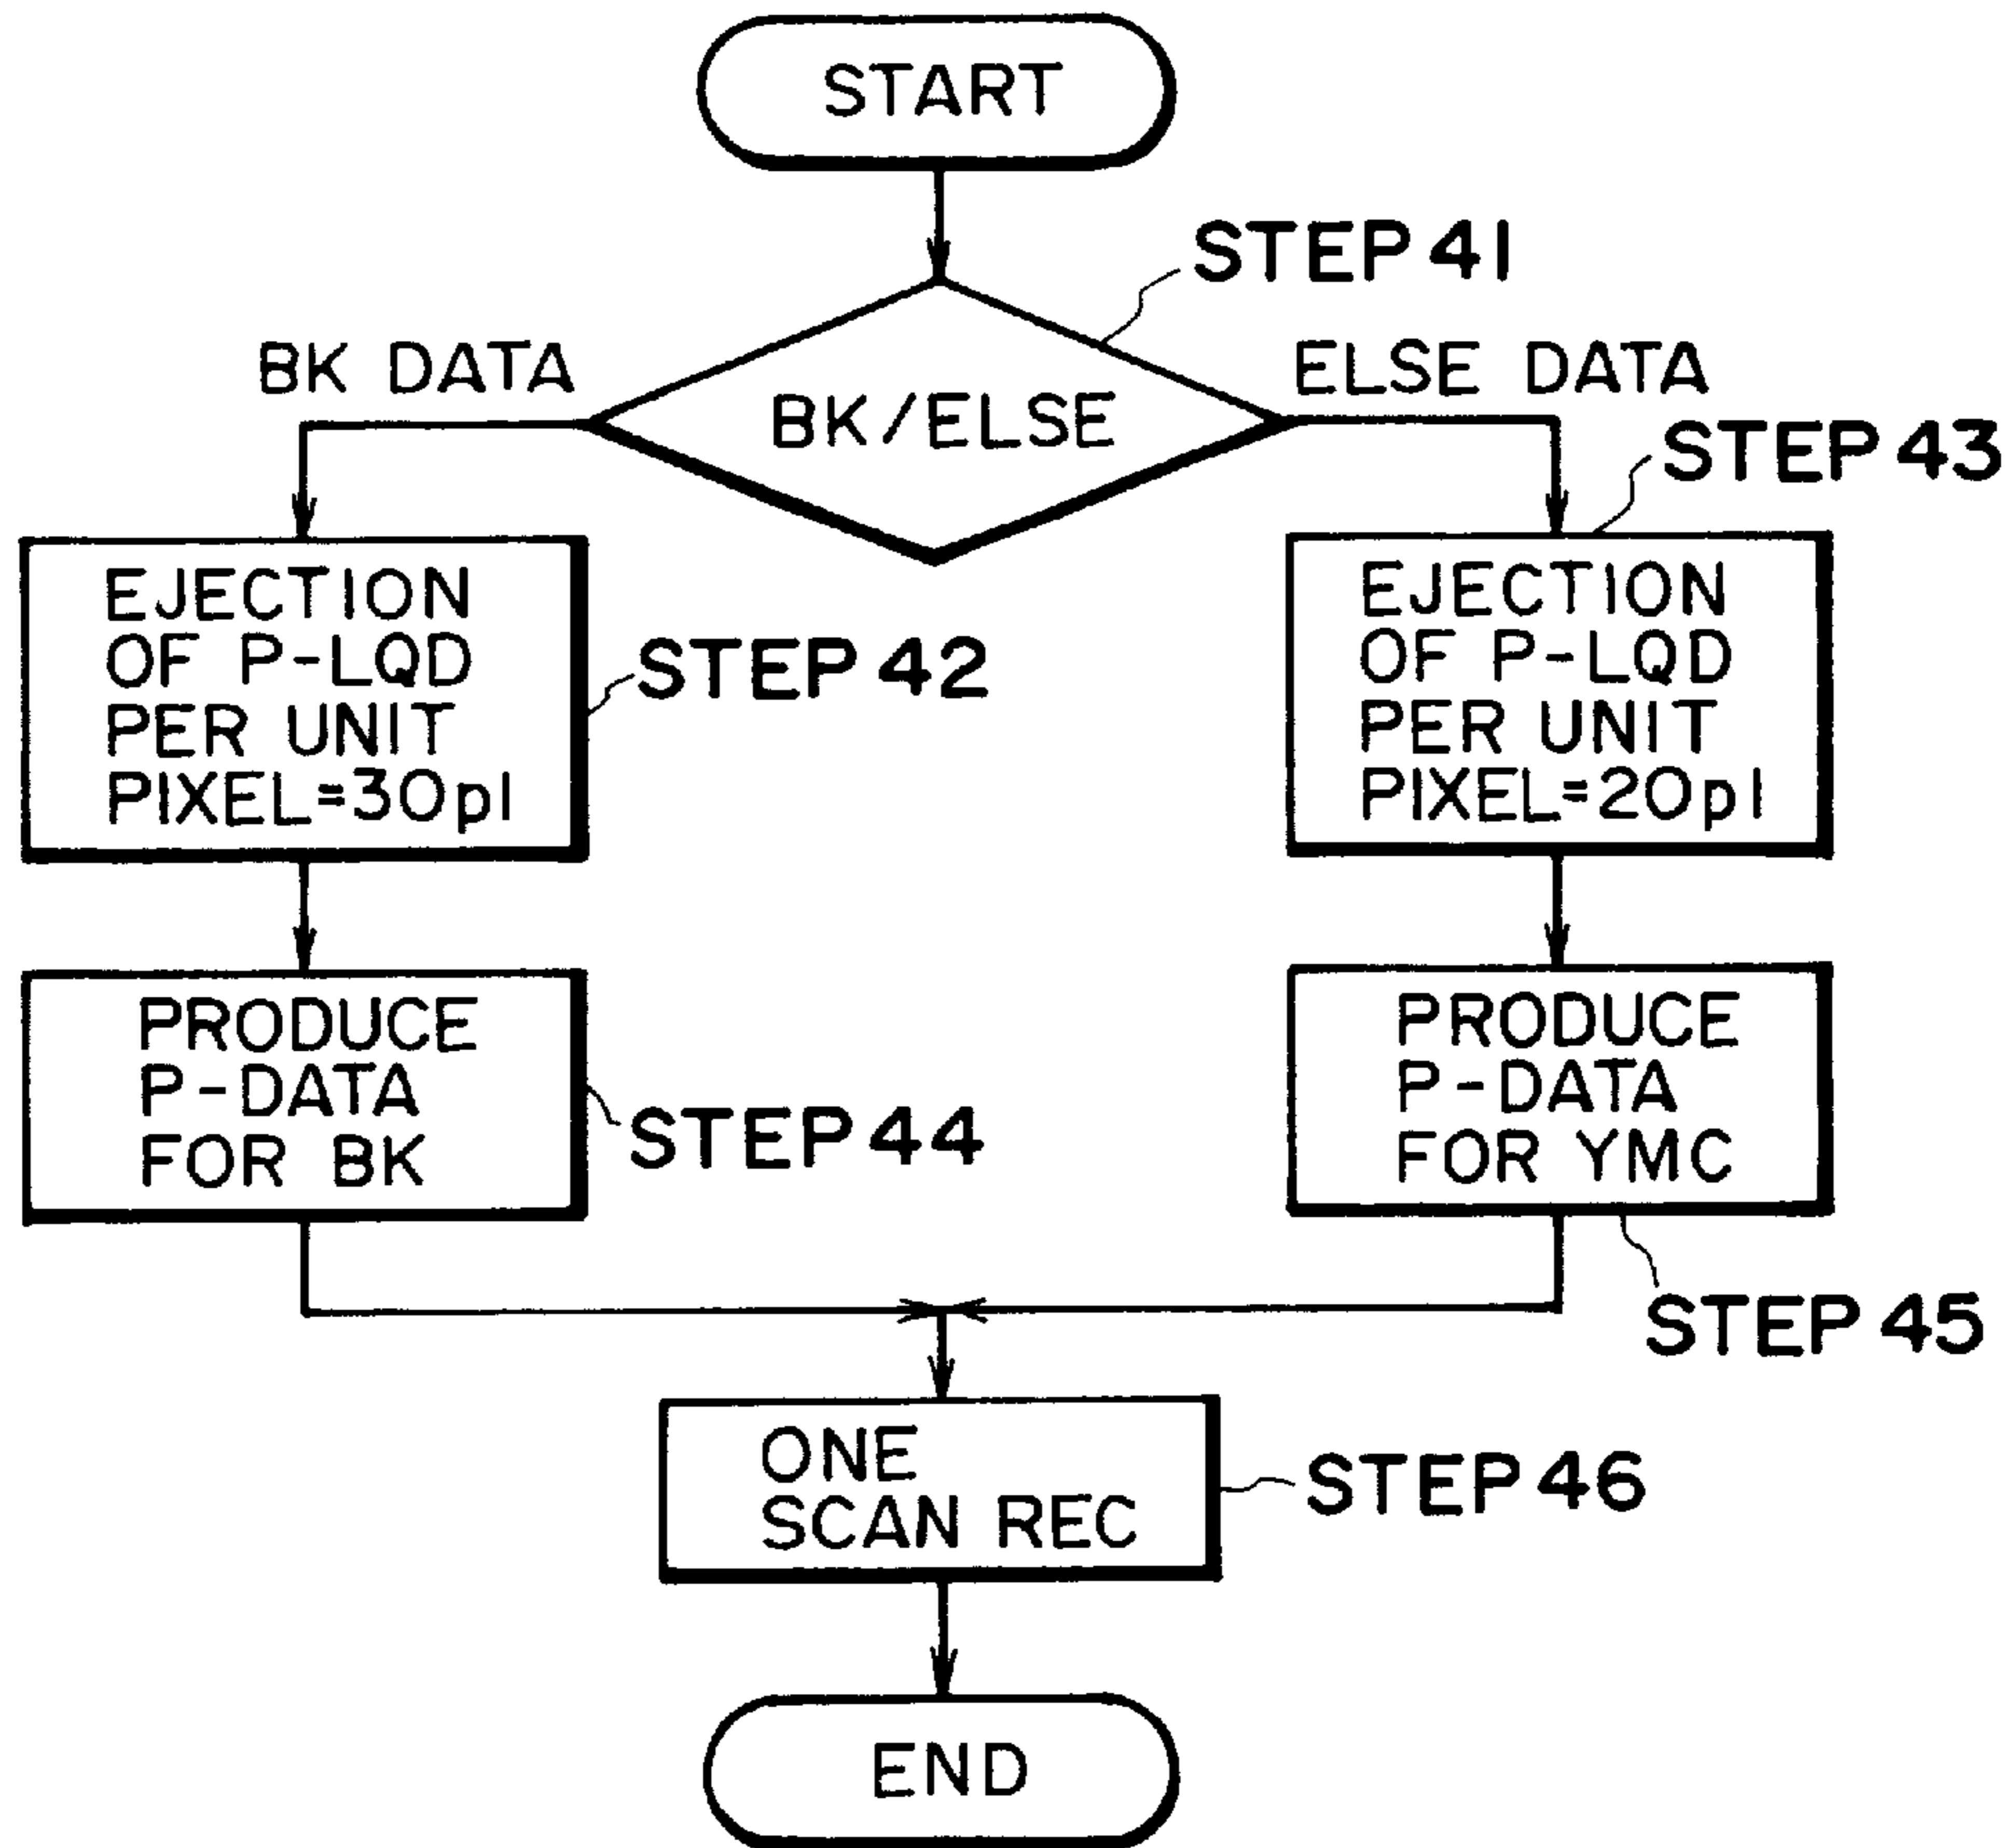 START
STEP 41
BK DATA
BK/ELSE
ELSE DATA
STEP 43
EJECTION
OF P-LQD
PER UNIT
PIXEL=30pl
STEP 42
EJECTION
OF P-LQD
PER UNIT
PIXEL=20pl
PRODUCE
P-DATA
FOR BK
STEP 44
PRODUCE
P-DATA
FOR YMC
STEP 45
ONE
SCAN REC
STEP 46
END